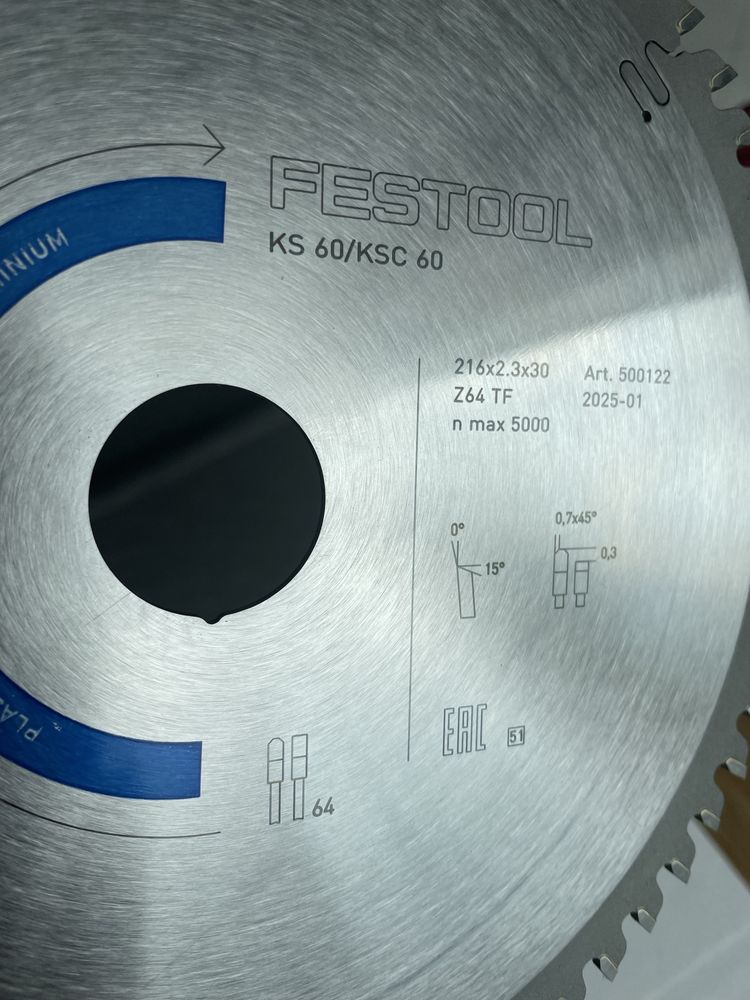 FESTOOL
KS 60/KSC 60
216x2.3x30
Z64 TF
n max 5000
Art. 500122
2025-01
0°
15°
0,7x45°
0,3
EAC
51
64